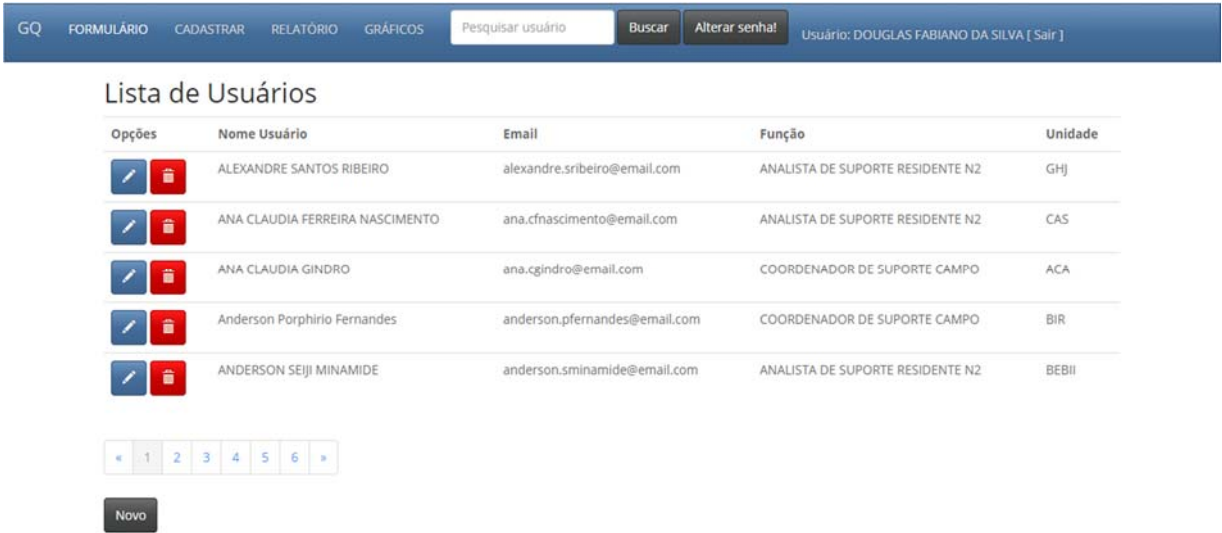 GQ FORMULÁRIO CADASTRAR RELATÓRIO GRÁFICOS Pesquisar usuário Buscar Alterar senha! Usuário: DOUGLAS FABIANO DA SILVA [ Sair ]
Lista de Usuários
Opções Nome Usuário Email Função Unidade
ALEXANDRE SANTOS RIBEIRO alexandre.sribeiro@email.com ANALISTA DE SUPORTE RESIDENTE N2 GHJ
ANA CLAUDIA FERREIRA NASCIMENTO ana.cfnascimento@email.com ANALISTA DE SUPORTE RESIDENTE N2 CAS
ANA CLAUDIA GINDRO ana.cgindro@email.com COORDENADOR DE SUPORTE CAMPO ACA
Anderson Porphirio Fernandes anderson.pfernandes@email.com COORDENADOR DE SUPORTE CAMPO BIR
ANDERSON SEIJI MINAMIDE anderson.sminamide@email.com ANALISTA DE SUPORTE RESIDENTE N2 BEBII
« 1 2 3 4 5 6 »
Novo